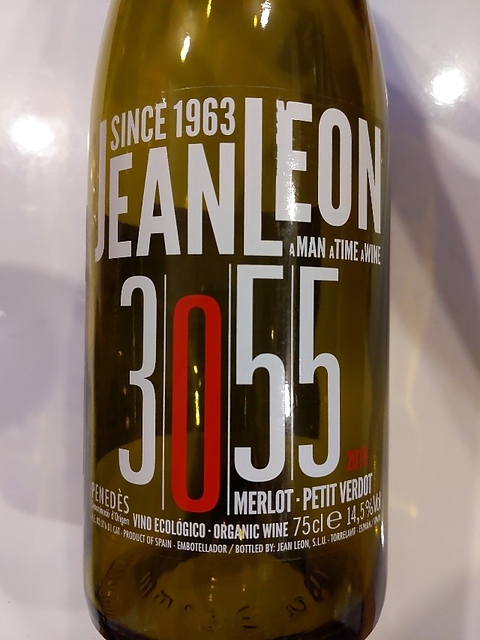 SINCE 1963
JEAN LEON
A MAN A TIME A WINE
3055
MERLOT · PETIT VERDOT
PENEDÈS
VINO ECOLÓGICO · ORGANIC WINE 75cl e 14,5%Vol
PRODUCT OF SPAIN · EMBOTELLADOR / BOTTLED BY: JEAN LEON, S.L.U. · TORRELAVIT